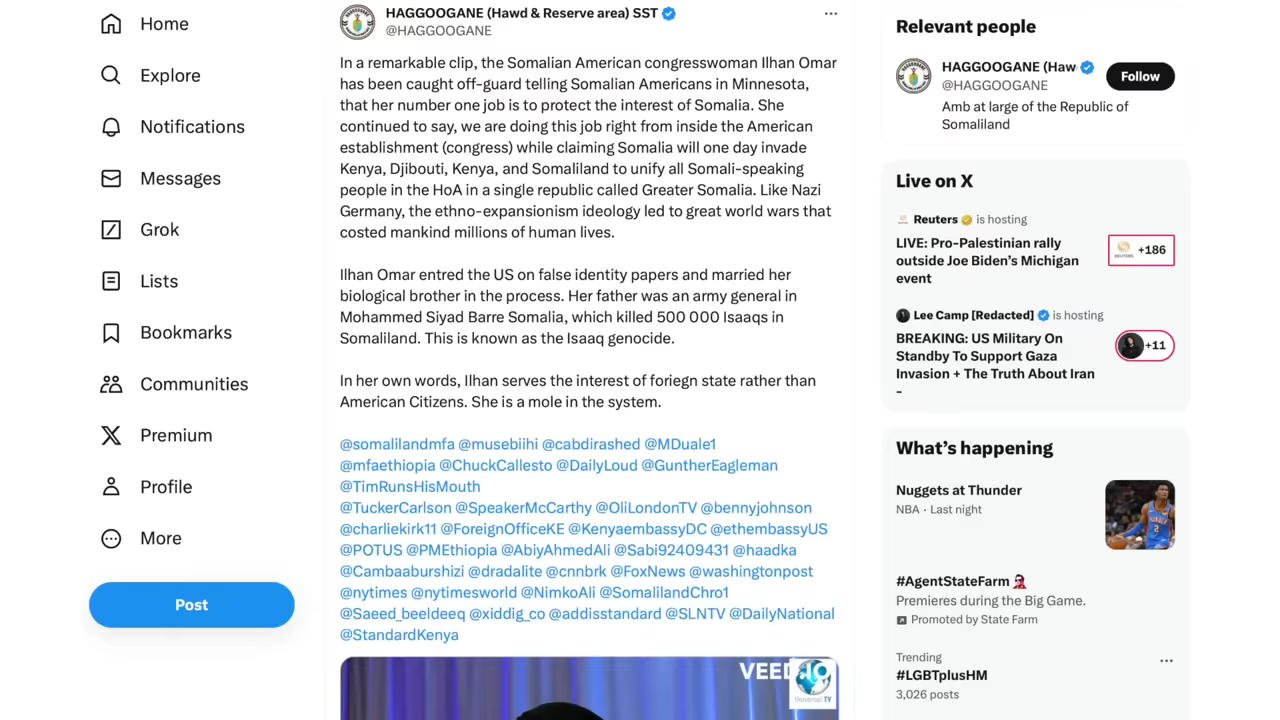 Home
Explore
Notifications
Messages
Grok
Lists
Bookmarks
Communities
Premium
Profile
More
Post
HAGGOOGANE (Hawd & Reserve area) SST
@HAGGOOGANE
In a remarkable clip, the Somalian American congresswoman Ilhan Omar
has been caught off-guard telling Somalian Americans in Minnesota,
that her number one job is to protect the interest of Somalia. She
continued to say, we are doing this job right from inside the American
establishment (congress) while claiming Somalia will one day invade
Kenya, Djibouti, Kenya, and Somaliland to unify all Somali-speaking
people in the HoA in a single republic called Greater Somalia. Like Nazi
Germany, the ethno-expansionism ideology led to great world wars that
costed mankind millions of human lives.
Ilhan Omar entred the US on false identity papers and married her
biological brother in the process. Her father was an army general in
Mohammed Siyad Barre Somalia, which killed 500 000 Isaaqs in
Somaliland. This is known as the Isaaq genocide.
In her own words, Ilhan serves the interest of foriegn state rather than
American Citizens. She is a mole in the system.
@somalilandmfa @musebiihi @cabdirashed @MDuale1
@mfaethiopia @ChuckCallesto @DailyLoud @GuntherEagleman
@TimRunsHisMouth
@TuckerCarlson @SpeakerMcCarthy @OliLondonTV @bennyjohnson
@charliekirk11 @ForeignOfficeKE @KenyaembassyDC @ethembassyUS
@POTUS @PMEthiopia @AbiyAhmedAli @Sabi92409431 @haadka
@Cambaaburshizi @dradalite @cnnbrk @FoxNews @washingtonpost
@nytimes @nytimesworld @NimkoAli @SomalilandChro1
@Saeed_beeldeeq @xiddig_co @addisstandard @SLNTV @DailyNational
@StandardKenya
Relevant people
HAGGOOGANE (Haw
@HAGGOOGANE
Follow
Amb at large of the Republic of
Somaliland
Live on X
Reuters is hosting
LIVE: Pro-Palestinian rally
outside Joe Biden's Michigan
event
REUTERS
+186
Lee Camp [Redacted] is hosting
BREAKING: US Military On
Standby To Support Gaza
Invasion + The Truth About Iran
-
+11
What's happening
Nuggets at Thunder
NBA · Last night
#AgentStateFarm
Premieres during the Big Game.
Promoted by State Farm
Trending
#LGBTplusHM
3,026 posts